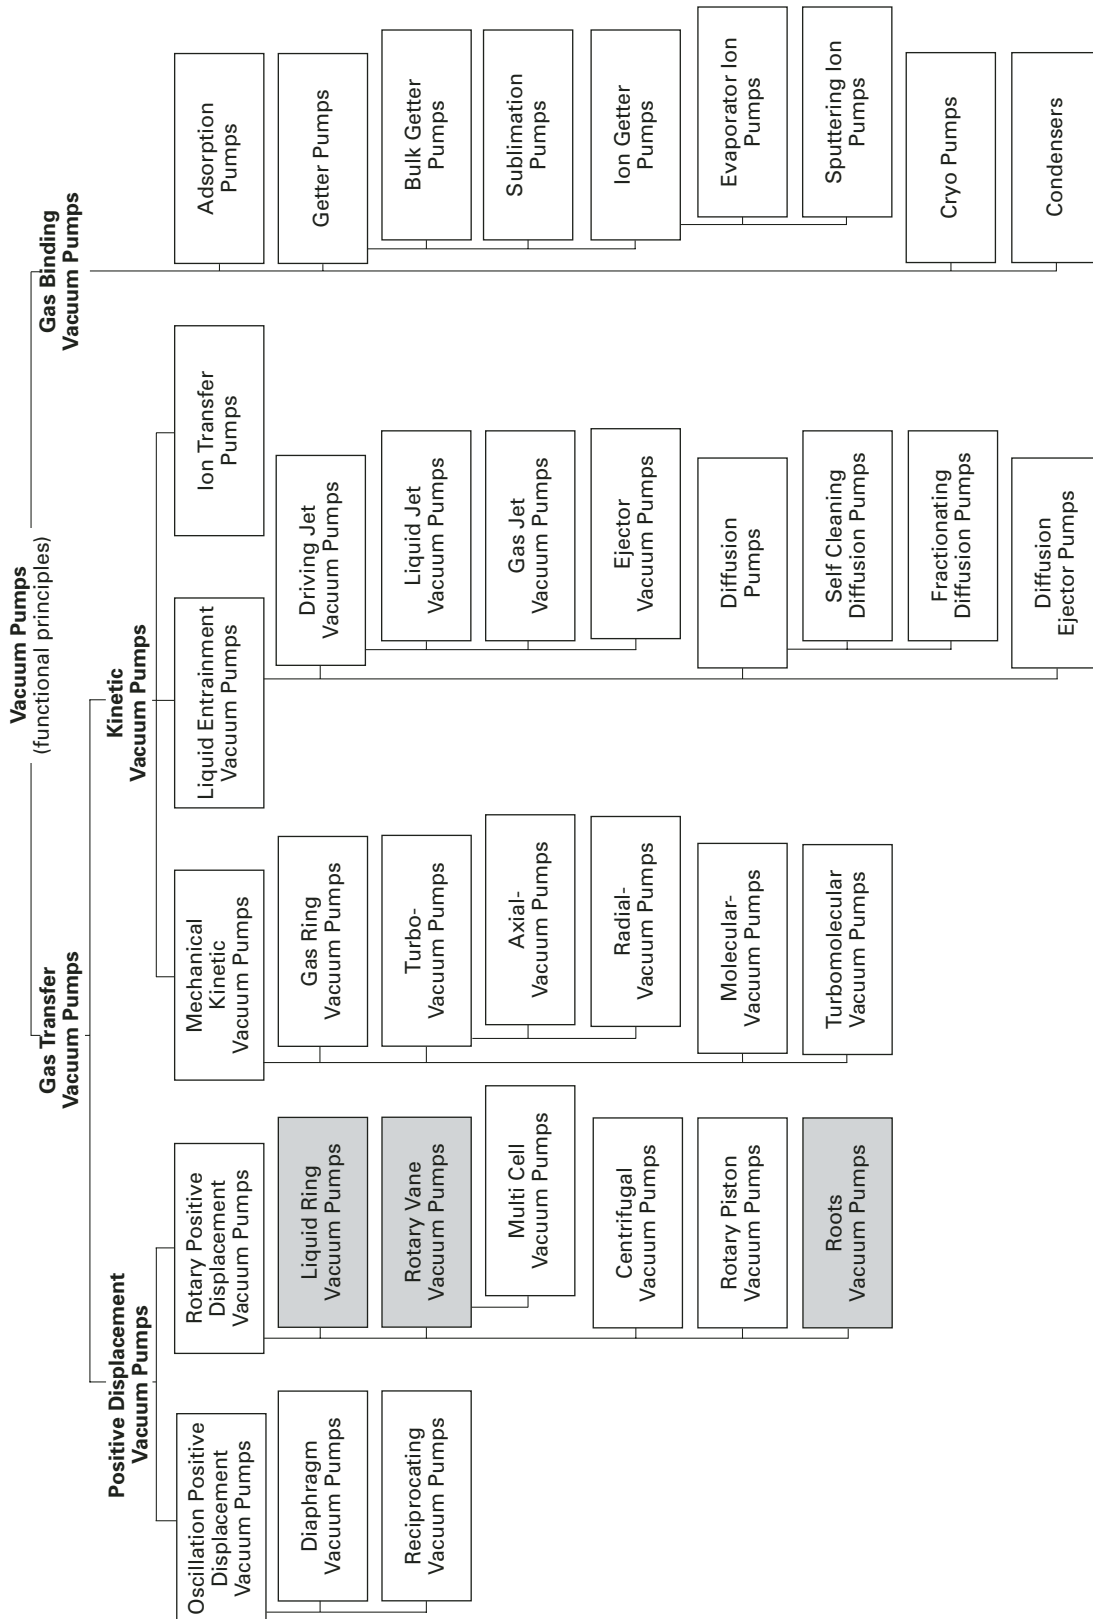 Vacuum Pumps
(functional principles)
Gas Transfer
Vacuum Pumps
Gas Binding
Vacuum Pumps
Positive Displacement
Vacuum Pumps
Kinetic
Vacuum Pumps
Oscillation Positive
Displacement
Vacuum Pumps
Diaphragm
Vacuum Pumps
Reciprocating
Vacuum Pumps
Rotary Positive
Displacement
Vacuum Pumps
Liquid Ring
Vacuum Pumps
Rotary Vane
Vacuum Pumps
Multi Cell
Vacuum Pumps
Centrifugal
Vacuum Pumps
Rotary Piston
Vacuum Pumps
Roots
Vacuum Pumps
Mechanical
Kinetic
Vacuum Pumps
Gas Ring
Vacuum Pumps
Turbo-
Vacuum Pumps
Axial-
Vacuum Pumps
Radial-
Vacuum Pumps
Molecular-
Vacuum Pumps
Turbomolecular
Vacuum Pumps
Liquid Entrainment
Vacuum Pumps
Driving Jet
Vacuum Pumps
Liquid Jet
Vacuum Pumps
Gas Jet
Vacuum Pumps
Ejector
Vacuum Pumps
Diffusion
Pumps
Self Cleaning
Diffusion Pumps
Fractionating
Diffusion Pumps
Diffusion
Ejector Pumps
Ion Transfer
Pumps
Adsorption
Pumps
Getter Pumps
Bulk Getter
Pumps
Sublimation
Pumps
Ion Getter
Pumps
Evaporator Ion
Pumps
Sputtering Ion
Pumps
Cryo Pumps
Condensers